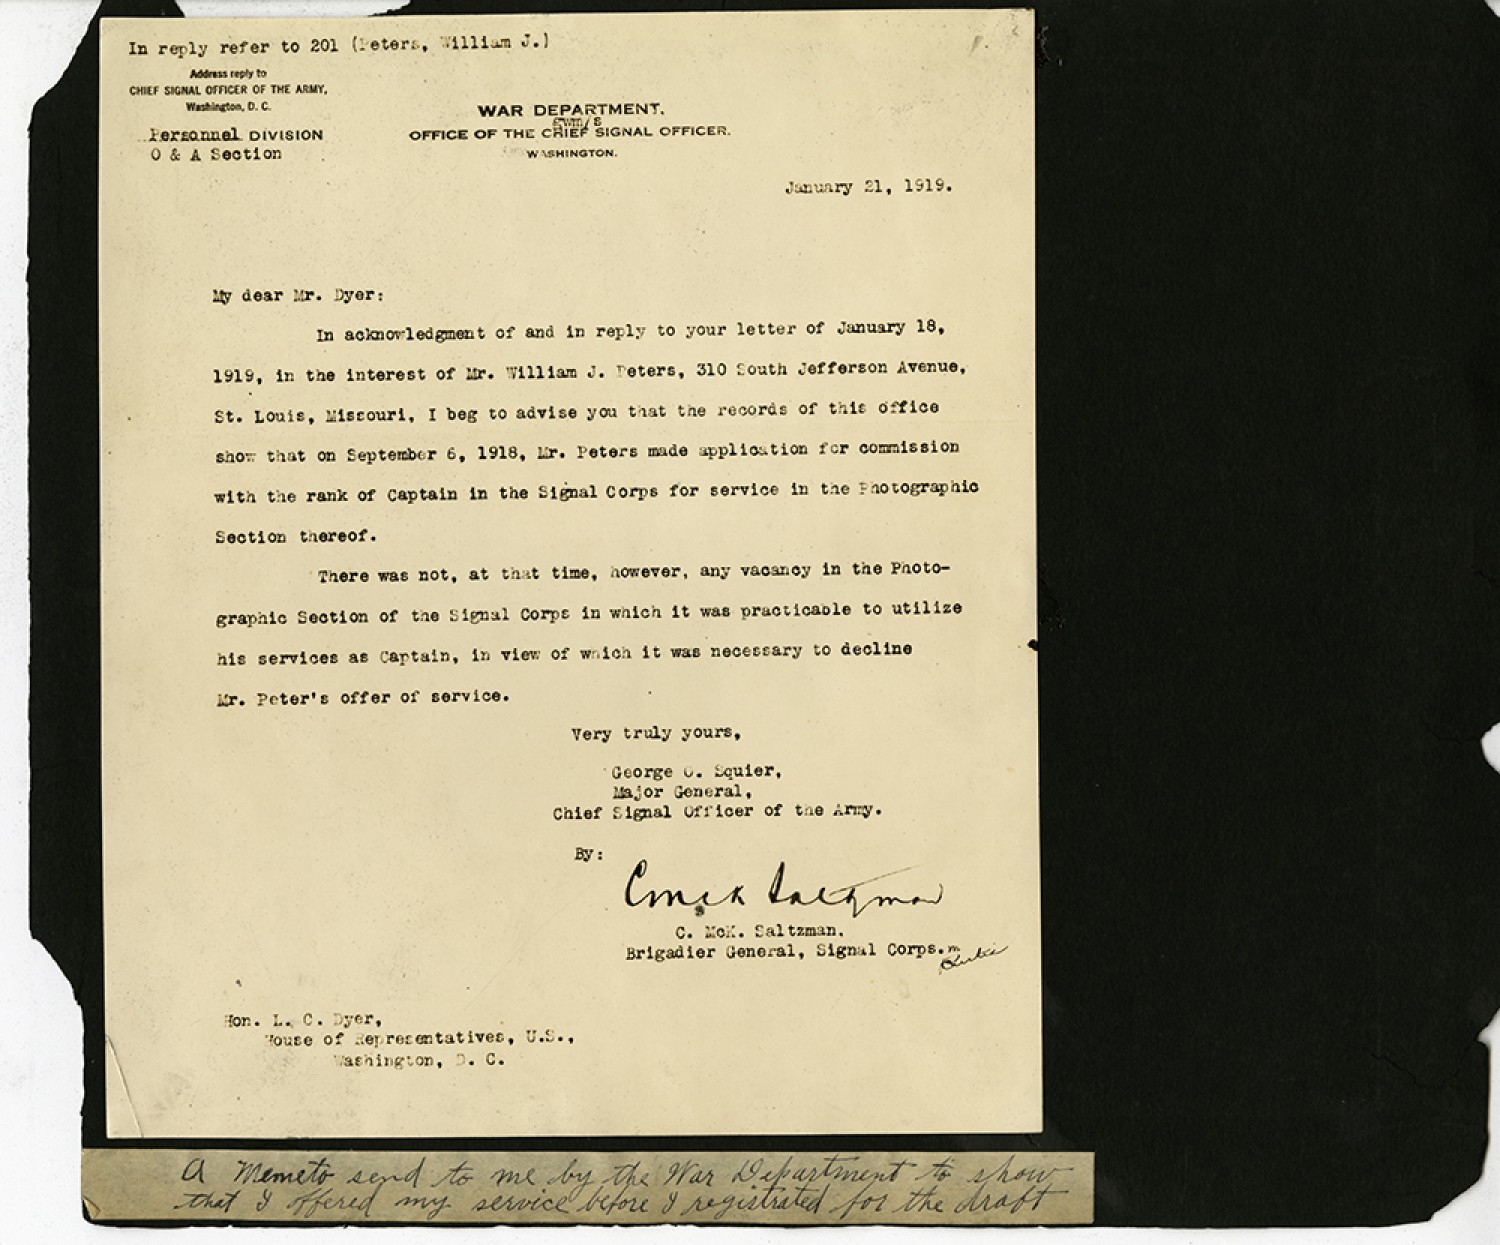 In reply refer to 201 (Peters, William J.)
Address reply to
CHIEF SIGNAL OFFICER OF THE ARMY,
Washington, D. C.
Personnel DIVISION
O & A Section
WAR DEPARTMENT,
OFFICE OF THE CHIEF SIGNAL OFFICER.
WASHINGTON.
January 21, 1919.
My dear Mr. Dyer:
In acknowledgment of and in reply to your letter of January 18,
1919, in the interest of Mr. William J. Peters, 310 South Jefferson Avenue,
St. Louis, Missouri, I beg to advise you that the records of this office
show that on September 6, 1918, Mr. Peters made application for commission
with the rank of Captain in the Signal Corps for service in the Photographic
Section thereof.
There was not, at that time, however, any vacancy in the Photo-
graphic Section of the Signal Corps in which it was practicable to utilize
his services as Captain, in view of which it was necessary to decline
Mr. Peter's offer of service.
Very truly yours,
George O. Squier,
Major General,
Chief Signal Officer of the Army.
By:
C McK Saltzman
C. McK. Saltzman.
Brigadier General, Signal Corps.
Hon. L. C. Dyer,
House of Representatives, U.S.,
Washington, D. C.
A Memeto send to me by the War Department to show
that I offered my service before I registrated for the draft